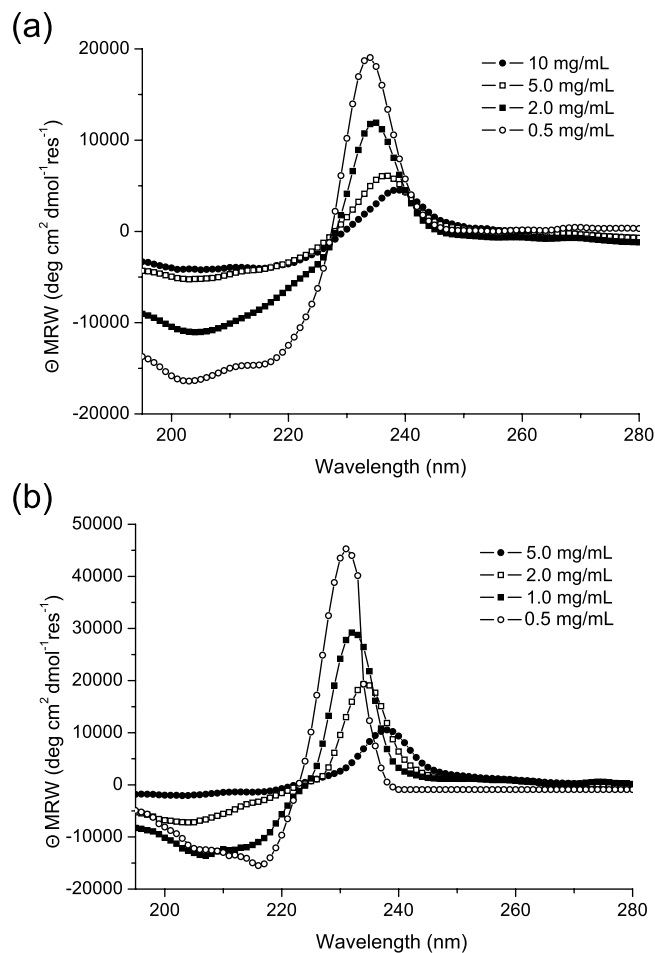 (a)
20000
10000
0
-10000
-20000
Θ MRW (deg cm² dmol⁻¹res⁻¹)
10 mg/mL
5.0 mg/mL
2.0 mg/mL
0.5 mg/mL
200
220
240
260
280
Wavelength (nm)
(b)
50000
40000
30000
20000
10000
0
-10000
-20000
Θ MRW (deg cm² dmol⁻¹res⁻¹)
5.0 mg/mL
2.0 mg/mL
1.0 mg/mL
0.5 mg/mL
200
220
240
260
280
Wavelength (nm)